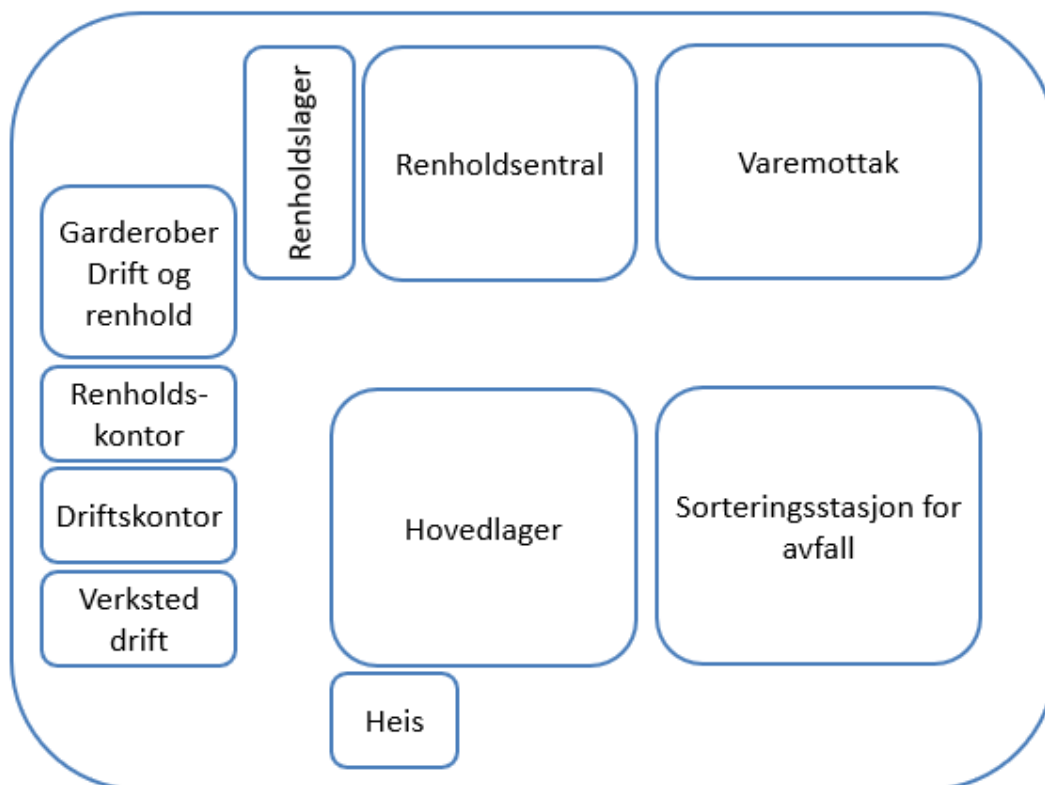 Renholdslager
Renholdsentral
Varemottak
Garderober
Drift og
renhold
Renholds-
kontor
Driftskontor
Verksted
drift
Hovedlager
Sorteringsstasjon for
avfall
Heis